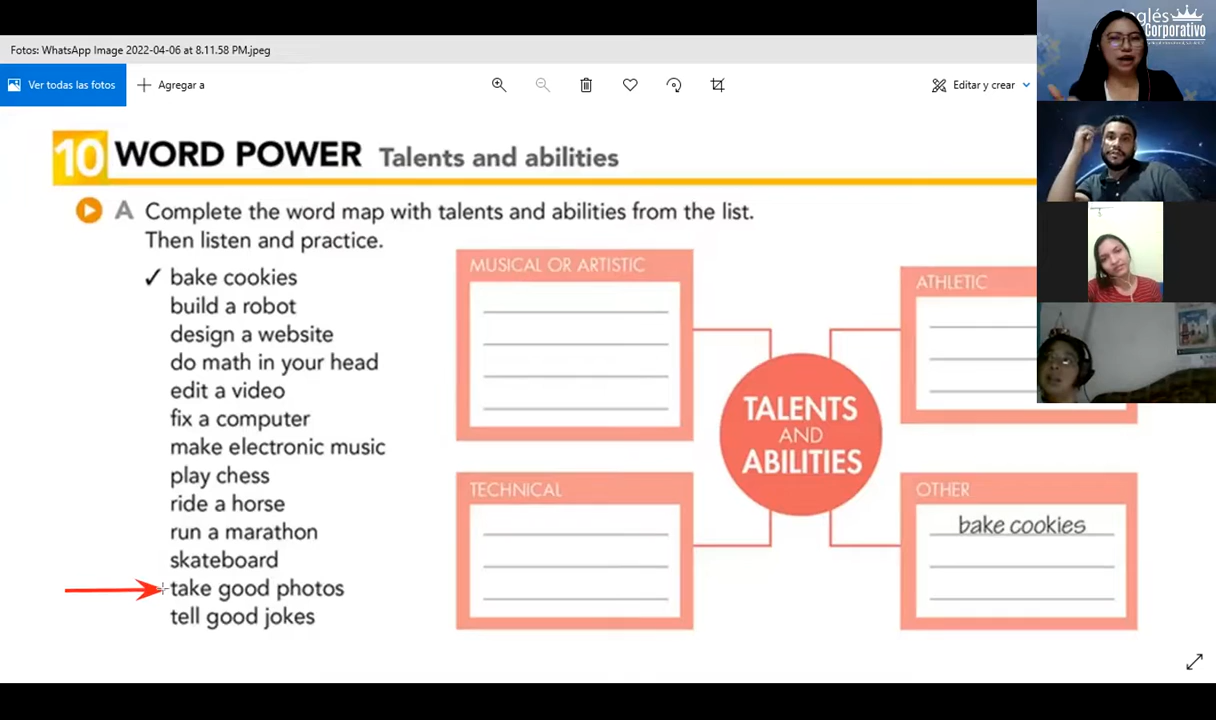 Fotos: WhatsApp Image 2022-04-06 at 8.11.58 PM.jpeg
Ver todas las fotos
Agregar a
Editar y crear
Inglés
Corporativo
10 WORD POWER Talents and abilities
A Complete the word map with talents and abilities from the list.
Then listen and practice.
✓ bake cookies
build a robot
design a website
do math in your head
edit a video
fix a computer
make electronic music
play chess
ride a horse
run a marathon
skateboard
take good photos
tell good jokes
MUSICAL OR ARTISTIC
ATHLETIC
TALENTS
AND
ABILITIES
TECHNICAL
OTHER
bake cookies